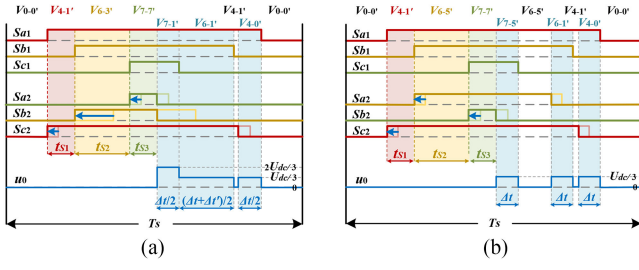 V7-1' V4-1'
V0-0' V4-1' V6-3' V7-7' V6-1' V4-0' V0-0'
Sa1
Sb1
Sc1
Sa2
Sb2
Sc2
tS1 tS2 tS3
u0
2Udc/3
Udc/3
0
Δt/2 (Δt+Δt')/2 Δt/2
Ts
(a)
V7-5' V4-0'
V0-0' V4-1' V6-5' V7-7' V6-1' V0-0'
Sa1
Sb1
Sc1
Sa2
Sb2
Sc2
tS1 tS2 tS3
u0
Udc/3
0
Δt Δt Δt
Ts
(b)